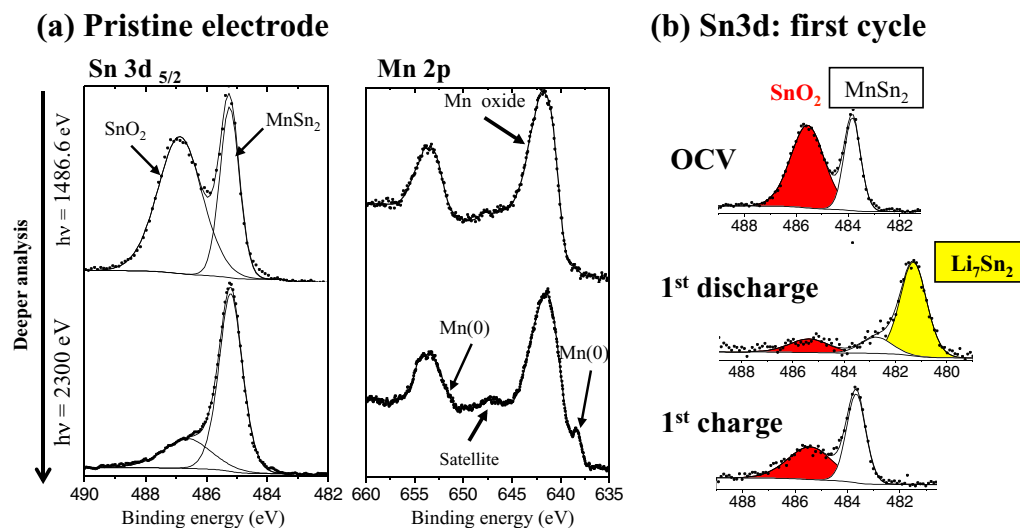 (a) Pristine electrode
Sn 3d 5/2
Mn 2p
Deeper analysis
hν = 1486.6 eV
hν = 2300 eV
SnO2
MnSn2
490 488 486 484 482
Binding energy (eV)
Mn oxide
Mn(0)
Mn(0)
Satellite
660 655 650 645 640 635
Binding energy (eV)
(b) Sn3d: first cycle
SnO2
MnSn2
OCV
488 486 484 482
Li7Sn2
1st discharge
488 486 484 482 480
1st charge
488 486 484 482
Binding energy (eV)